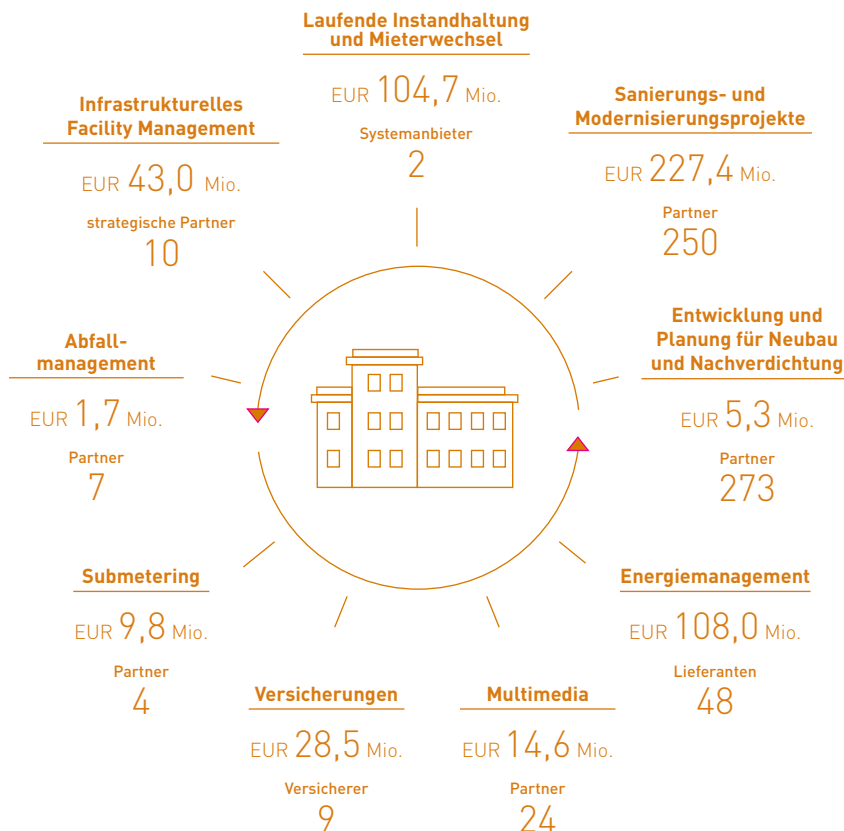 Laufende Instandhaltung
und Mieterwechsel
EUR 104,7 Mio.
Systemanbieter
2
Sanierungs- und
Modernisierungsprojekte
EUR 227,4 Mio.
Partner
250
Entwicklung und
Planung für Neubau
und Nachverdichtung
EUR 5,3 Mio.
Partner
273
Energiemanagement
EUR 108,0 Mio.
Lieferanten
48
Multimedia
EUR 14,6 Mio.
Partner
24
Versicherungen
EUR 28,5 Mio.
Versicherer
9
Submetering
EUR 9,8 Mio.
Partner
4
Abfall-
management
EUR 1,7 Mio.
Partner
7
Infrastrukturelles
Facility Management
EUR 43,0 Mio.
strategische Partner
10